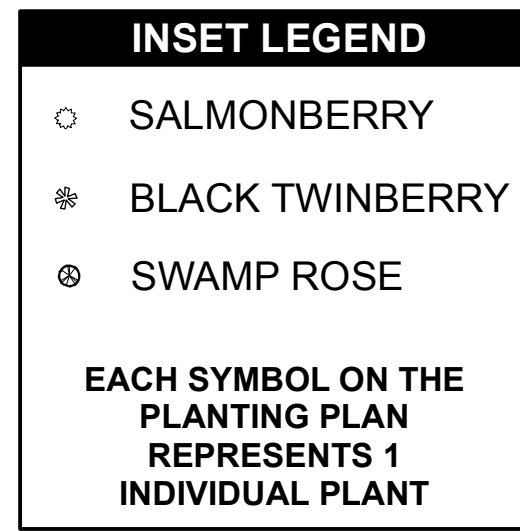 INSET LEGEND
SALMONBERRY
BLACK TWINBERRY
SWAMP ROSE
EACH SYMBOL ON THE
PLANTING PLAN
REPRESENTS 1
INDIVIDUAL PLANT